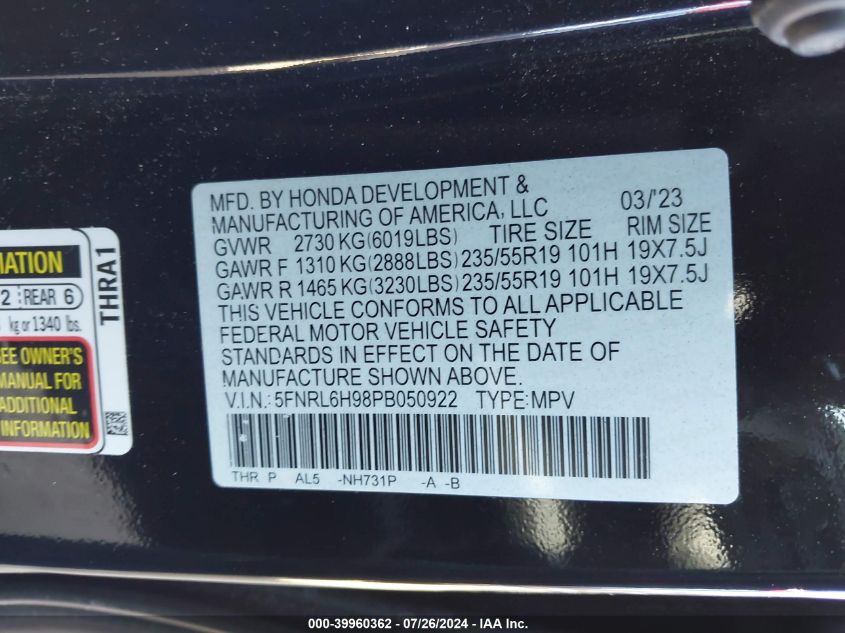 MFD. BY HONDA DEVELOPMENT &
MANUFACTURING OF AMERICA, LLC 03/'23
GVWR 2730 KG(6019LBS) TIRE SIZE RIM SIZE
GAWR F 1310 KG(2888LBS) 235/55R19 101H 19X7.5J
GAWR R 1465 KG(3230LBS) 235/55R19 101H 19X7.5J
THIS VEHICLE CONFORMS TO ALL APPLICABLE
FEDERAL MOTOR VEHICLE SAFETY
STANDARDS IN EFFECT ON THE DATE OF
MANUFACTURE SHOWN ABOVE.
V.I.N.: 5FNRL6H98PB050922 TYPE:MPV
THR P AL5 -NH731P -A -B
2 REAR 6
kg or 1340 lbs.
OWNER'S
MANUAL FOR
ADDITIONAL
INFORMATION
THRA1
000-39960362 / 07/26/2024 - IAA Inc.